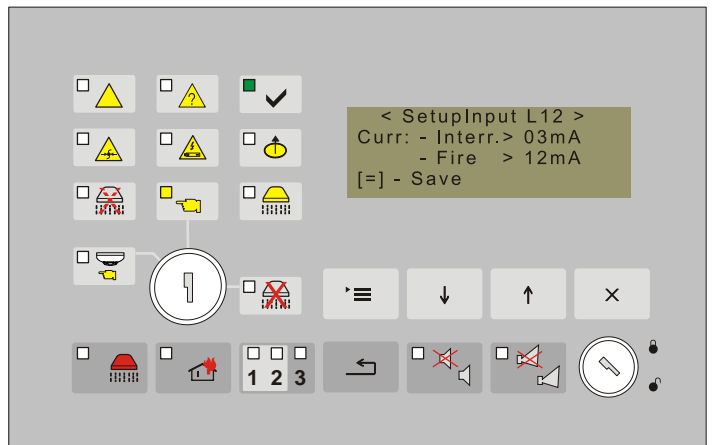 ?
< SetupInput L12 >
Curr: - Interr.> 03mA
- Fire > 12mA
[=] - Save
1 2 3